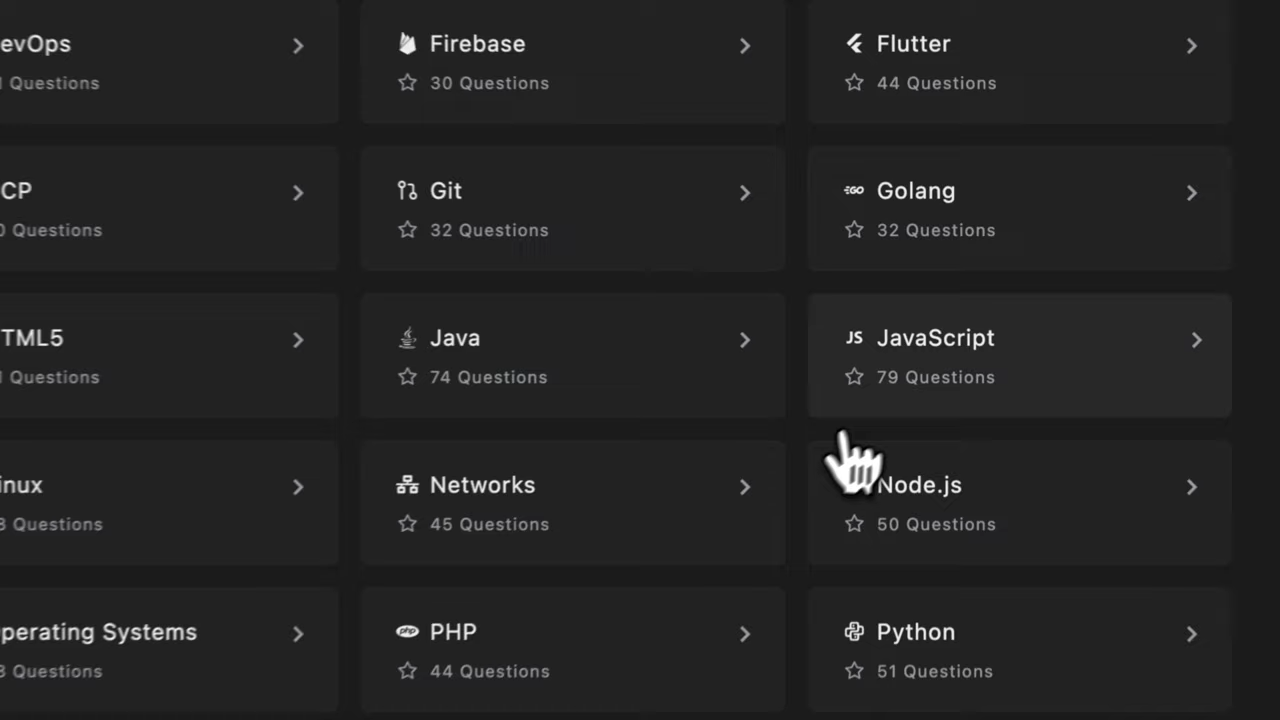 evOps
Questions
Firebase
30 Questions
Flutter
44 Questions
CP
Questions
Git
32 Questions
GO
Golang
32 Questions
TML5
Questions
Java
74 Questions
JS
JavaScript
79 Questions
inux
Questions
Networks
45 Questions
Node.js
50 Questions
perating Systems
Questions
php
PHP
44 Questions
Python
51 Questions